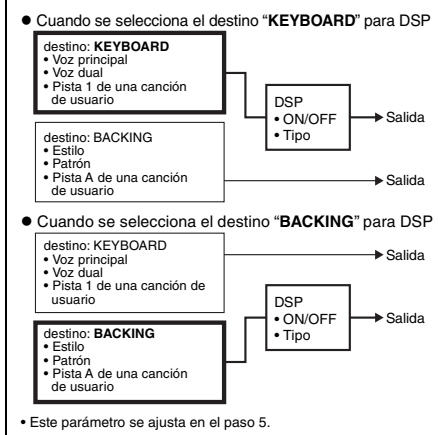 ● Cuando se selecciona el destino “KEYBOARD” para DSP
destino: KEYBOARD
• Voz principal
• Voz dual
• Pista 1 de una canción
de usuario
DSP
• ON/OFF
• Tipo
Salida
destino: BACKING
• Estilo
• Patrón
• Pista A de una canción
de usuario
Salida
● Cuando se selecciona el destino “BACKING” para DSP
destino: KEYBOARD
• Voz principal
• Voz dual
• Pista 1 de una canción de
usuario
Salida
DSP
• ON/OFF
• Tipo
Salida
destino: BACKING
• Estilo
• Patrón
• Pista A de una canción
de usuario
• Este parámetro se ajusta en el paso 5.